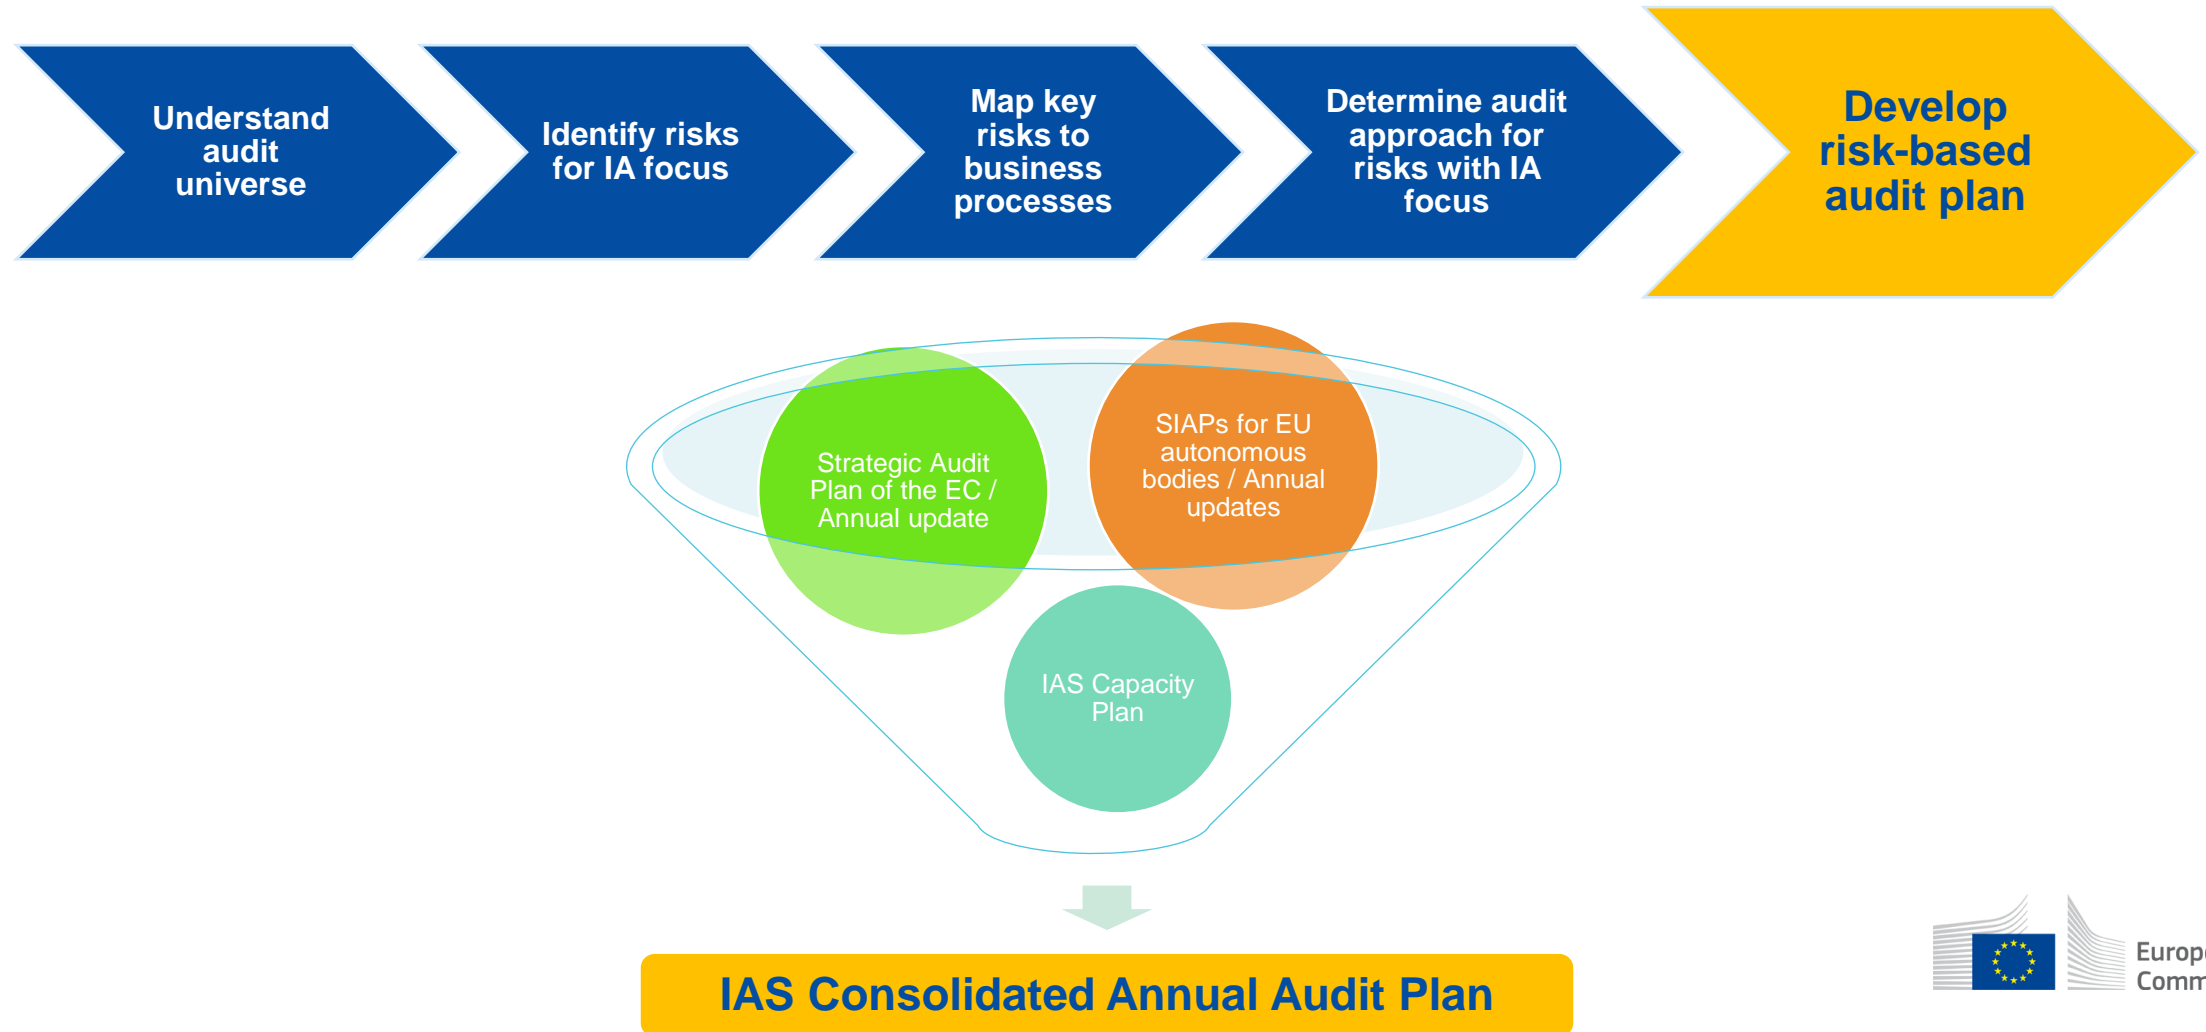 Understand
audit
universe
Identify risks
for IA focus
Map key
risks to
business
processes
Determine audit
approach for
risks with IA
focus
Develop
risk-based
audit plan
Strategic Audit
Plan of the EC /
Annual update
SIAPs for EU
autonomous
bodies / Annual
updates
IAS Capacity
Plan
IAS Consolidated Annual Audit Plan
Europe
Comm